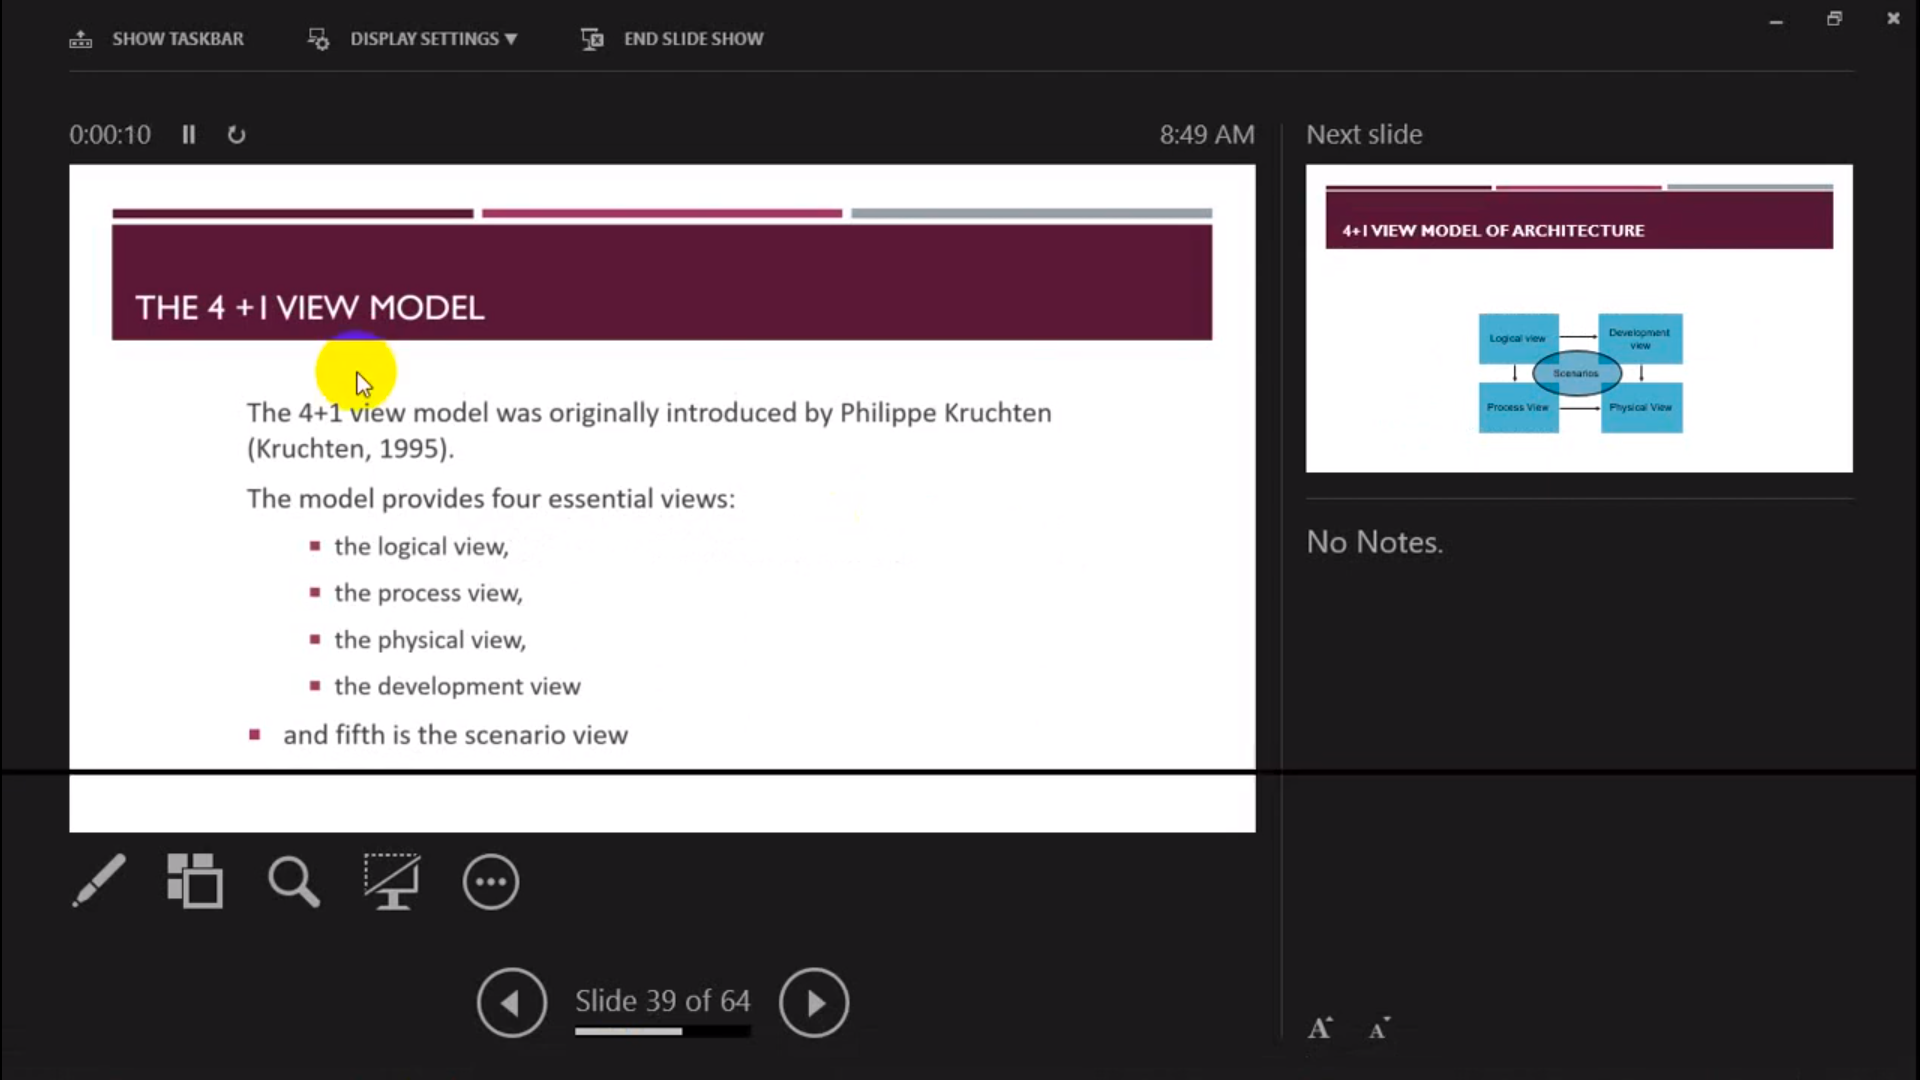 SHOW TASKBAR
DISPLAY SETTINGS ▼
END SLIDE SHOW
0:00:10
8:49 AM
THE 4 +1 VIEW MODEL
The 4+1 view model was originally introduced by Philippe Kruchten
(Kruchten, 1995).
The model provides four essential views:
the logical view,
the process view,
the physical view,
the development view
and fifth is the scenario view
Slide 39 of 64
Next slide
4+1 VIEW MODEL OF ARCHITECTURE
Logical view
Development
view
Scenarios
Process View
Physical View
No Notes.
A A